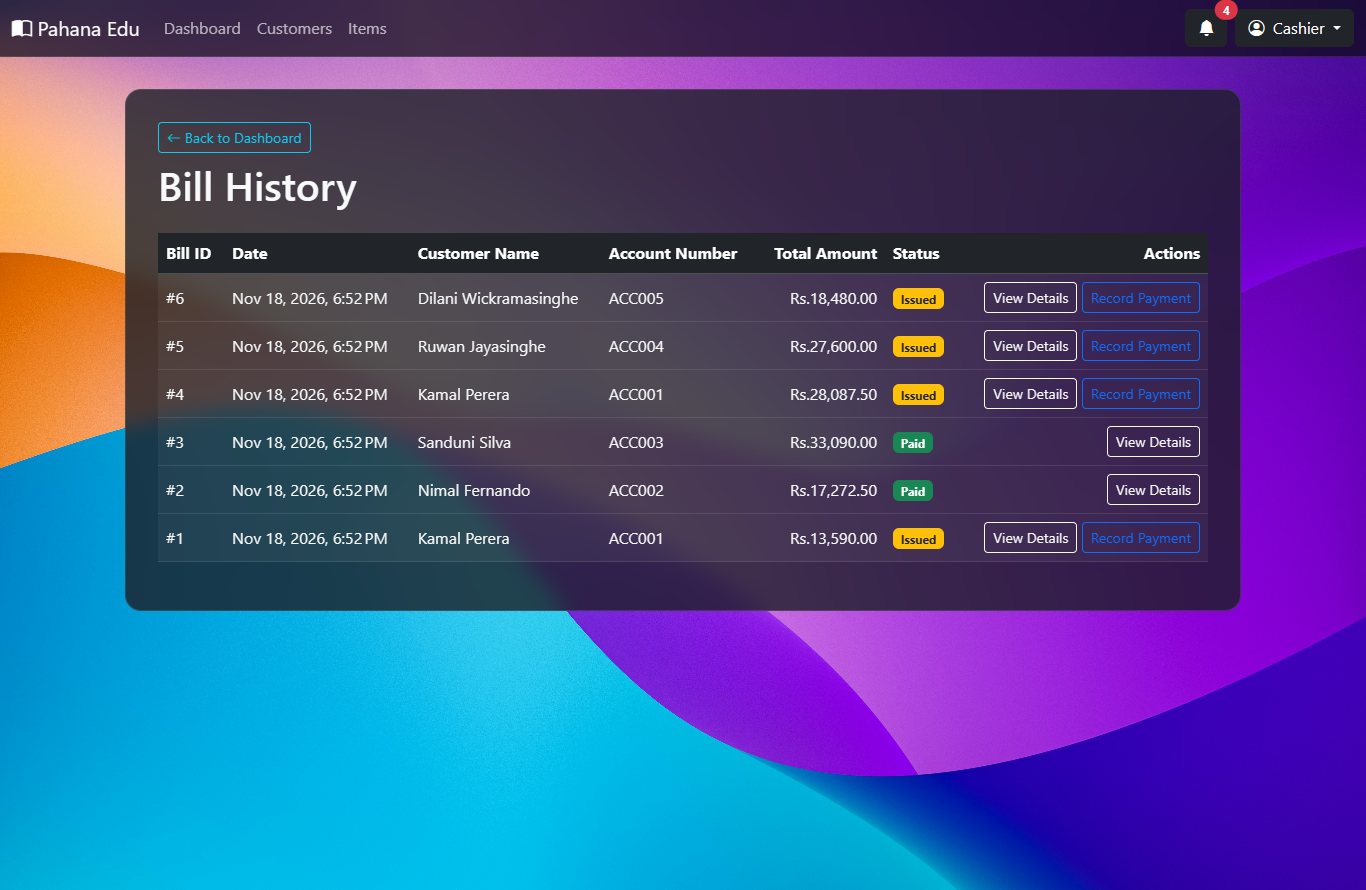 Pahana Edu Dashboard Customers Items 4 Cashier
← Back to Dashboard
Bill History
Bill ID Date Customer Name Account Number Total Amount Status Actions
#6 Nov 18, 2026, 6:52 PM Dilani Wickramasinghe ACC005 Rs.18,480.00 Issued View Details Record Payment
#5 Nov 18, 2026, 6:52 PM Ruwan Jayasinghe ACC004 Rs.27,600.00 Issued View Details Record Payment
#4 Nov 18, 2026, 6:52 PM Kamal Perera ACC001 Rs.28,087.50 Issued View Details Record Payment
#3 Nov 18, 2026, 6:52 PM Sanduni Silva ACC003 Rs.33,090.00 Paid View Details
#2 Nov 18, 2026, 6:52 PM Nimal Fernando ACC002 Rs.17,272.50 Paid View Details
#1 Nov 18, 2026, 6:52 PM Kamal Perera ACC001 Rs.13,590.00 Issued View Details Record Payment